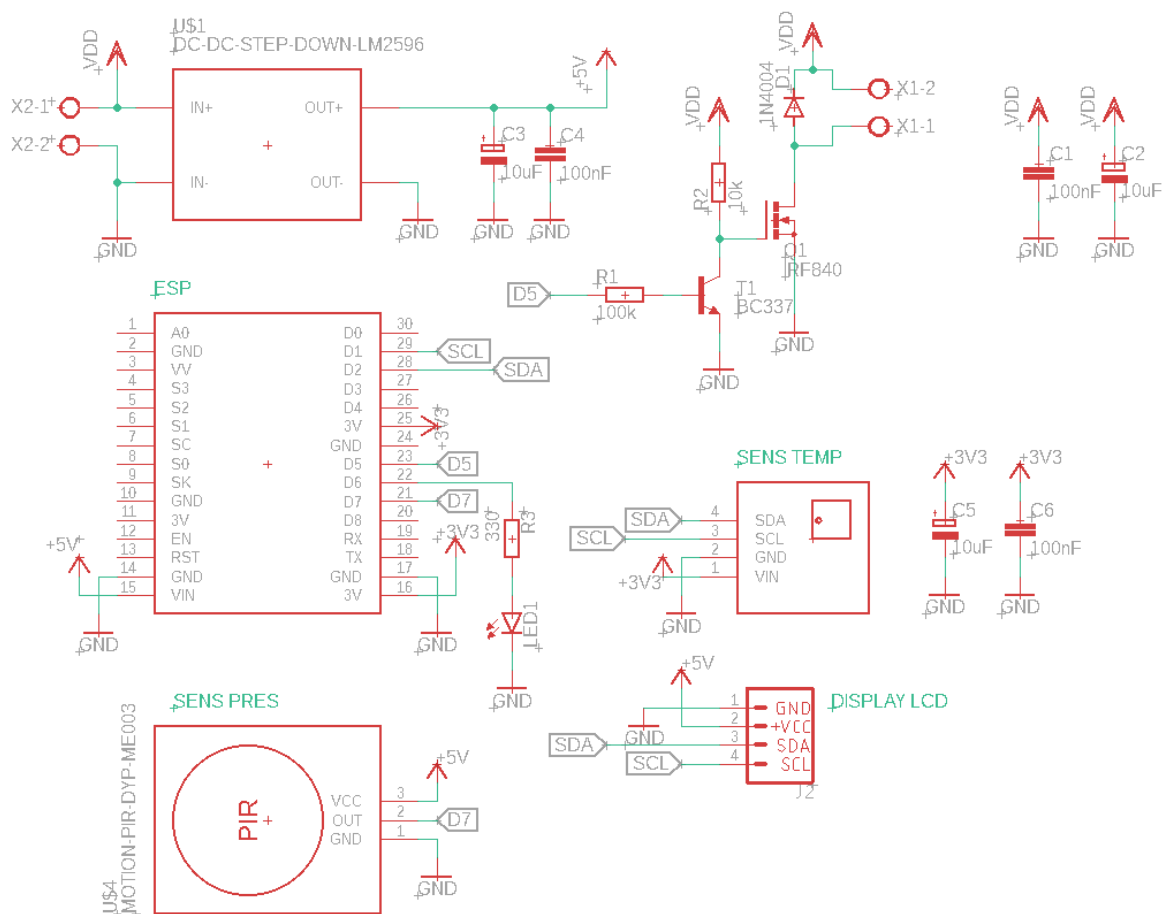 U$1
DC-DC-STEP-DOWN-LM2596
VDD
X2-1
X2-2
IN+
IN-
OUT+
OUT-
GND
GND
+5V
C3
10uF
C4
100nF
GND
GND
VDD
R2
10k
VDD
D1
1N4004
X1-2
X1-1
Q1
IRF840
GND
D5
R1
100k
T1
BC337
GND
VDD
C1
100nF
GND
VDD
C2
10uF
GND
ESP
1 A0
2 GND
3 VV
4 S3
5 S2
6 S1
7 SC
8 S0
9 SK
10 GND
11 3V
12 EN
13 RST
14 GND
15 VIN
D0 30
D1 29
D2 28
D3 27
D4 26
3V 25
GND 24
D5 23
D6 22
D7 21
D8 20
RX 19
TX 18
GND 17
3V 16
SCL
SDA
+3V3
D5
D7
+3V3
+5V
GND
GND
330
R3
LED1
GND
SENS TEMP
SDA
SCL
+3V3
GND
4 SDA
3 SCL
2 GND
1 VIN
+3V3
C5
10uF
GND
+3V3
C6
100nF
GND
SENS PRES
U$4
MOTION-PIR-DYP-ME003
PIR
VCC 3
OUT 2
GND 1
+5V
D7
GND
DISPLAY LCD
+5V
GND
SDA
SCL
1 GND
2 +VCC
3 SDA
4 SCL
J2